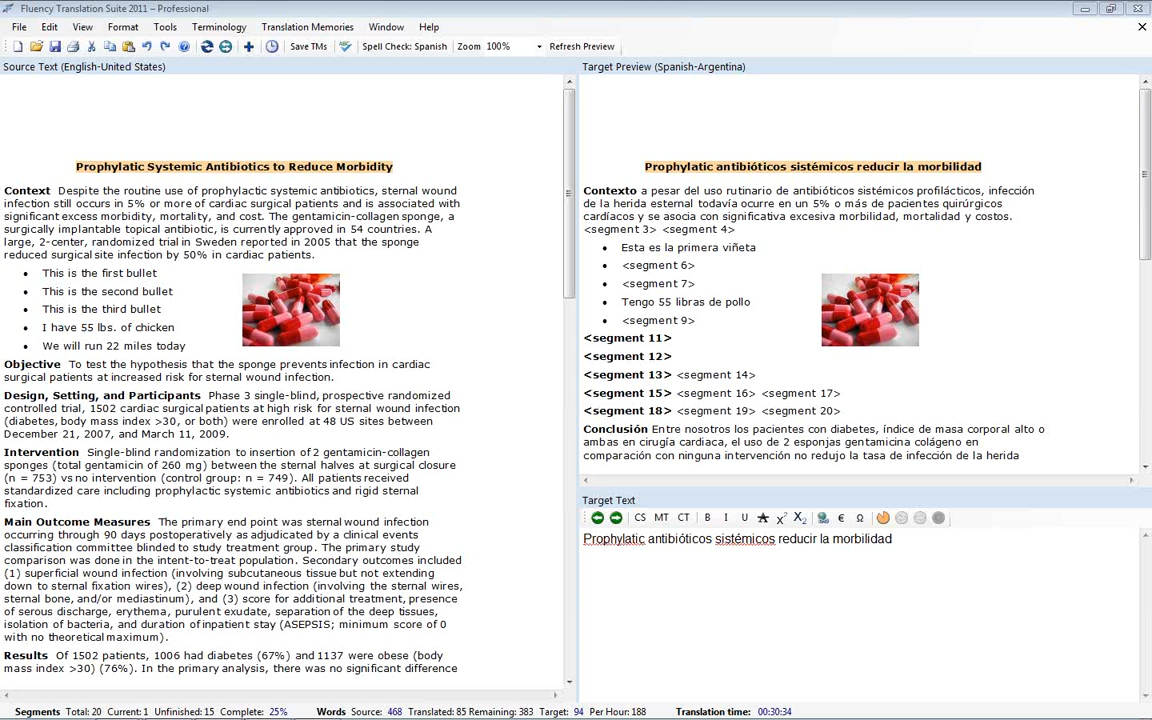 Fluency Translation Suite 2011 – Professional
File Edit View Format Tools Terminology Translation Memories Window Help
Save TMs Spell Check: Spanish Zoom 100% Refresh Preview
Source Text (English-United States)
Prophylatic Systemic Antibiotics to Reduce Morbidity
Context Despite the routine use of prophylactic systemic antibiotics, sternal wound
infection still occurs in 5% or more of cardiac surgical patients and is associated with
significant excess morbidity, mortality, and cost. The gentamicin-collagen sponge, a
surgically implantable topical antibiotic, is currently approved in 54 countries. A
large, 2-center, randomized trial in Sweden reported in 2005 that the sponge
reduced surgical site infection by 50% in cardiac patients.
• This is the first bullet
• This is the second bullet
• This is the third bullet
• I have 55 lbs. of chicken
• We will run 22 miles today
Objective To test the hypothesis that the sponge prevents infection in cardiac
surgical patients at increased risk for sternal wound infection.
Design, Setting, and Participants Phase 3 single-blind, prospective randomized
controlled trial, 1502 cardiac surgical patients at high risk for sternal wound infection
(diabetes, body mass index >30, or both) were enrolled at 48 US sites between
December 21, 2007, and March 11, 2009.
Intervention Single-blind randomization to insertion of 2 gentamicin-collagen
sponges (total gentamicin of 260 mg) between the sternal halves at surgical closure
(n = 753) vs no intervention (control group: n = 749). All patients received
standardized care including prophylactic systemic antibiotics and rigid sternal
fixation.
Main Outcome Measures The primary end point was sternal wound infection
occurring through 90 days postoperatively as adjudicated by a clinical events
classification committee blinded to study treatment group. The primary study
comparison was done in the intent-to-treat population. Secondary outcomes included
(1) superficial wound infection (involving subcutaneous tissue but not extending
down to sternal fixation wires), (2) deep wound infection (involving the sternal wires,
sternal bone, and/or mediastinum), and (3) score for additional treatment, presence
of serous discharge, erythema, purulent exudate, separation of the deep tissues,
isolation of bacteria, and duration of inpatient stay (ASEPSIS; minimum score of 0
with no theoretical maximum).
Results Of 1502 patients, 1006 had diabetes (67%) and 1137 were obese (body
mass index >30) (76%). In the primary analysis, there was no significant difference
Target Preview (Spanish-Argentina)
Prophylatic antibióticos sistémicos reducir la morbilidad
Contexto a pesar del uso rutinario de antibióticos sistémicos profilácticos, infección
de la herida esternal todavía ocurre en un 5% o más de pacientes quirúrgicos
cardíacos y se asocia con significativa excesiva morbilidad, mortalidad y costos.
<segment 3> <segment 4>
• Esta es la primera viñeta
• <segment 6>
• <segment 7>
• Tengo 55 libras de pollo
• <segment 9>
<segment 11>
<segment 12>
<segment 13> <segment 14>
<segment 15> <segment 16> <segment 17>
<segment 18> <segment 19> <segment 20>
Conclusión Entre nosotros los pacientes con diabetes, índice de masa corporal alto o
ambas en cirugía cardiaca, el uso de 2 esponjas gentamicina colágeno en
comparación con ninguna intervención no redujo la tasa de infección de la herida
Target Text
CS MT CT B I U A X² X₂ € Ω
Prophylatic antibióticos sistémicos reducir la morbilidad
Segments Total: 20 Current: 1 Unfinished: 15 Complete: 25% Words Source: 468 Translated: 85 Remaining: 383 Target: 94 Per Hour: 188 Translation time: 00:30:34